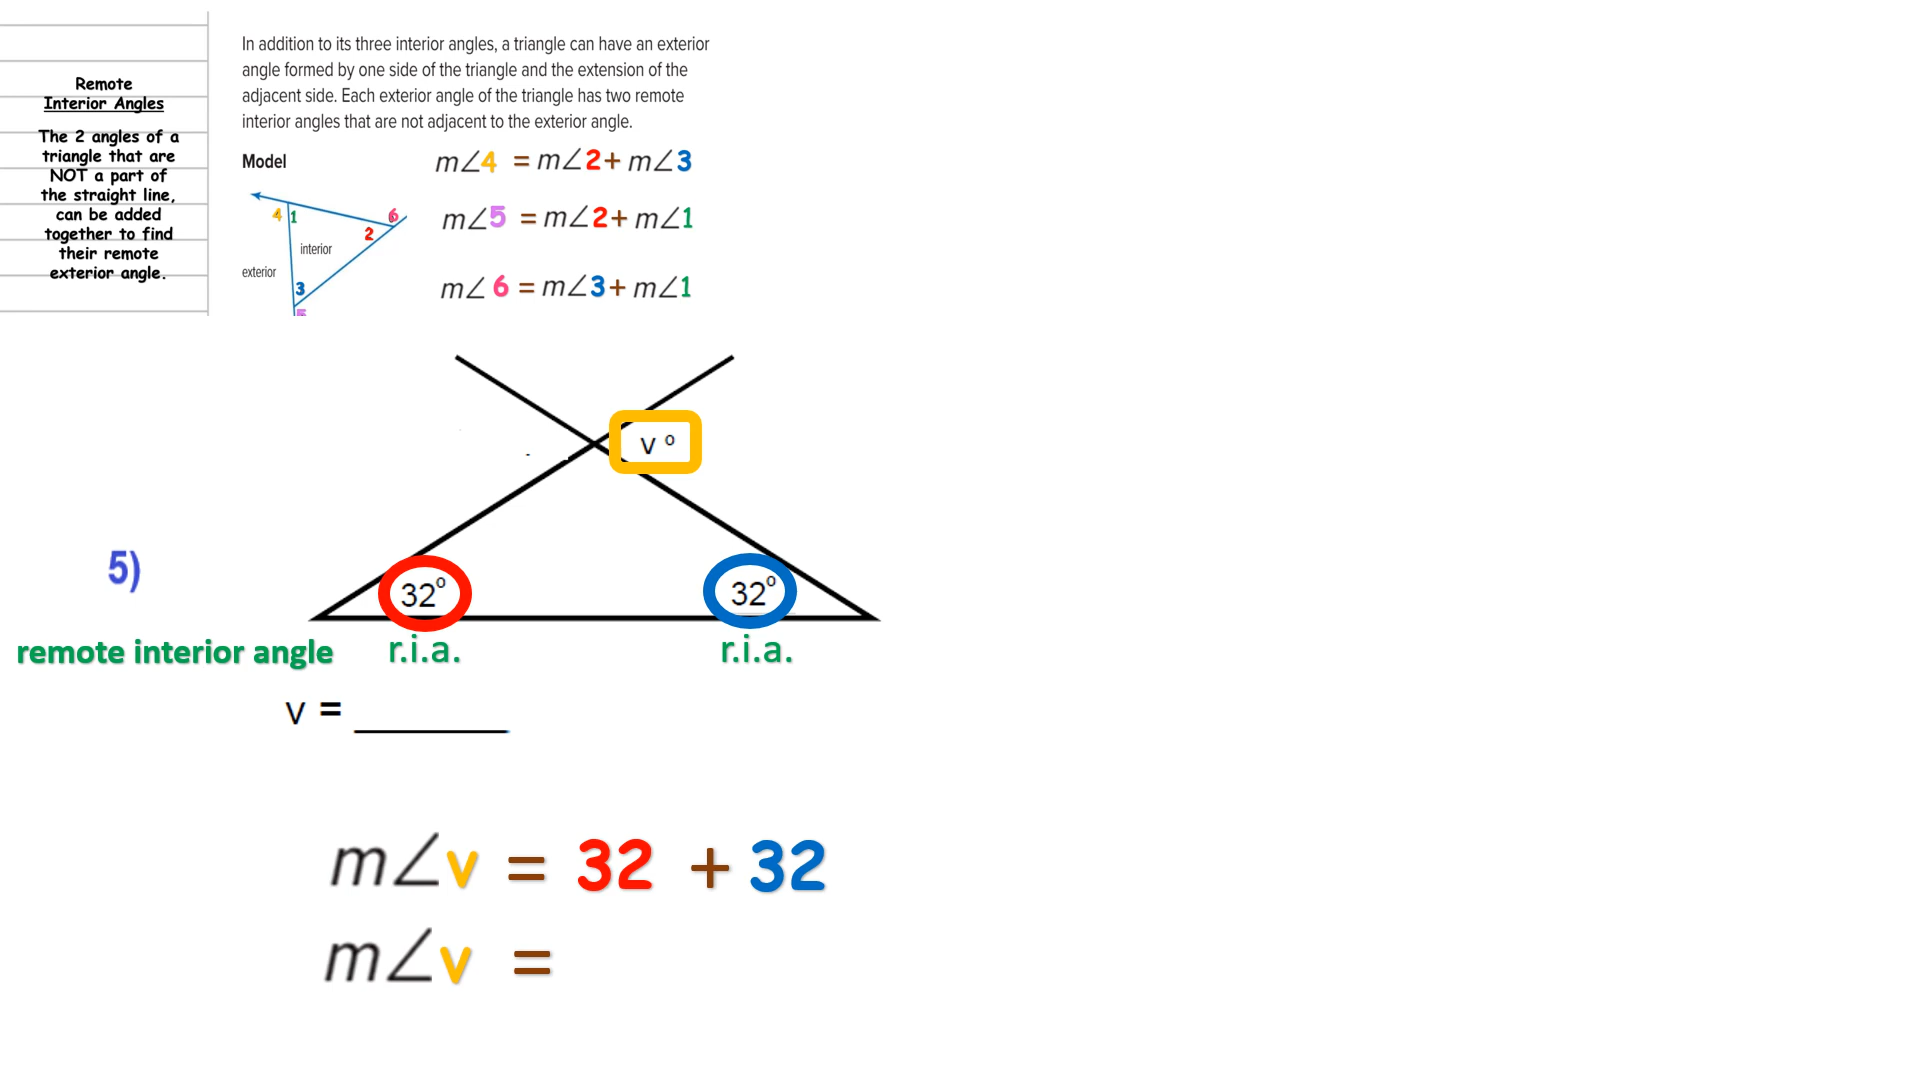 Remote
Interior Angles
The 2 angles of a
triangle that are
NOT a part of
the straight line,
can be added
together to find
their remote
exterior angle.
In addition to its three interior angles, a triangle can have an exterior
angle formed by one side of the triangle and the extension of the
adjacent side. Each exterior angle of the triangle has two remote
interior angles that are not adjacent to the exterior angle.
Model
m∠4 = m∠2+ m∠3
m∠5 = m∠2+ m∠1
m∠6 = m∠3+ m∠1
4 1
6
2
interior
exterior
3
5
v º
5)
32º
32º
remote interior angle
r.i.a.
r.i.a.
v = ________
m∠v = 32 + 32
m∠v =